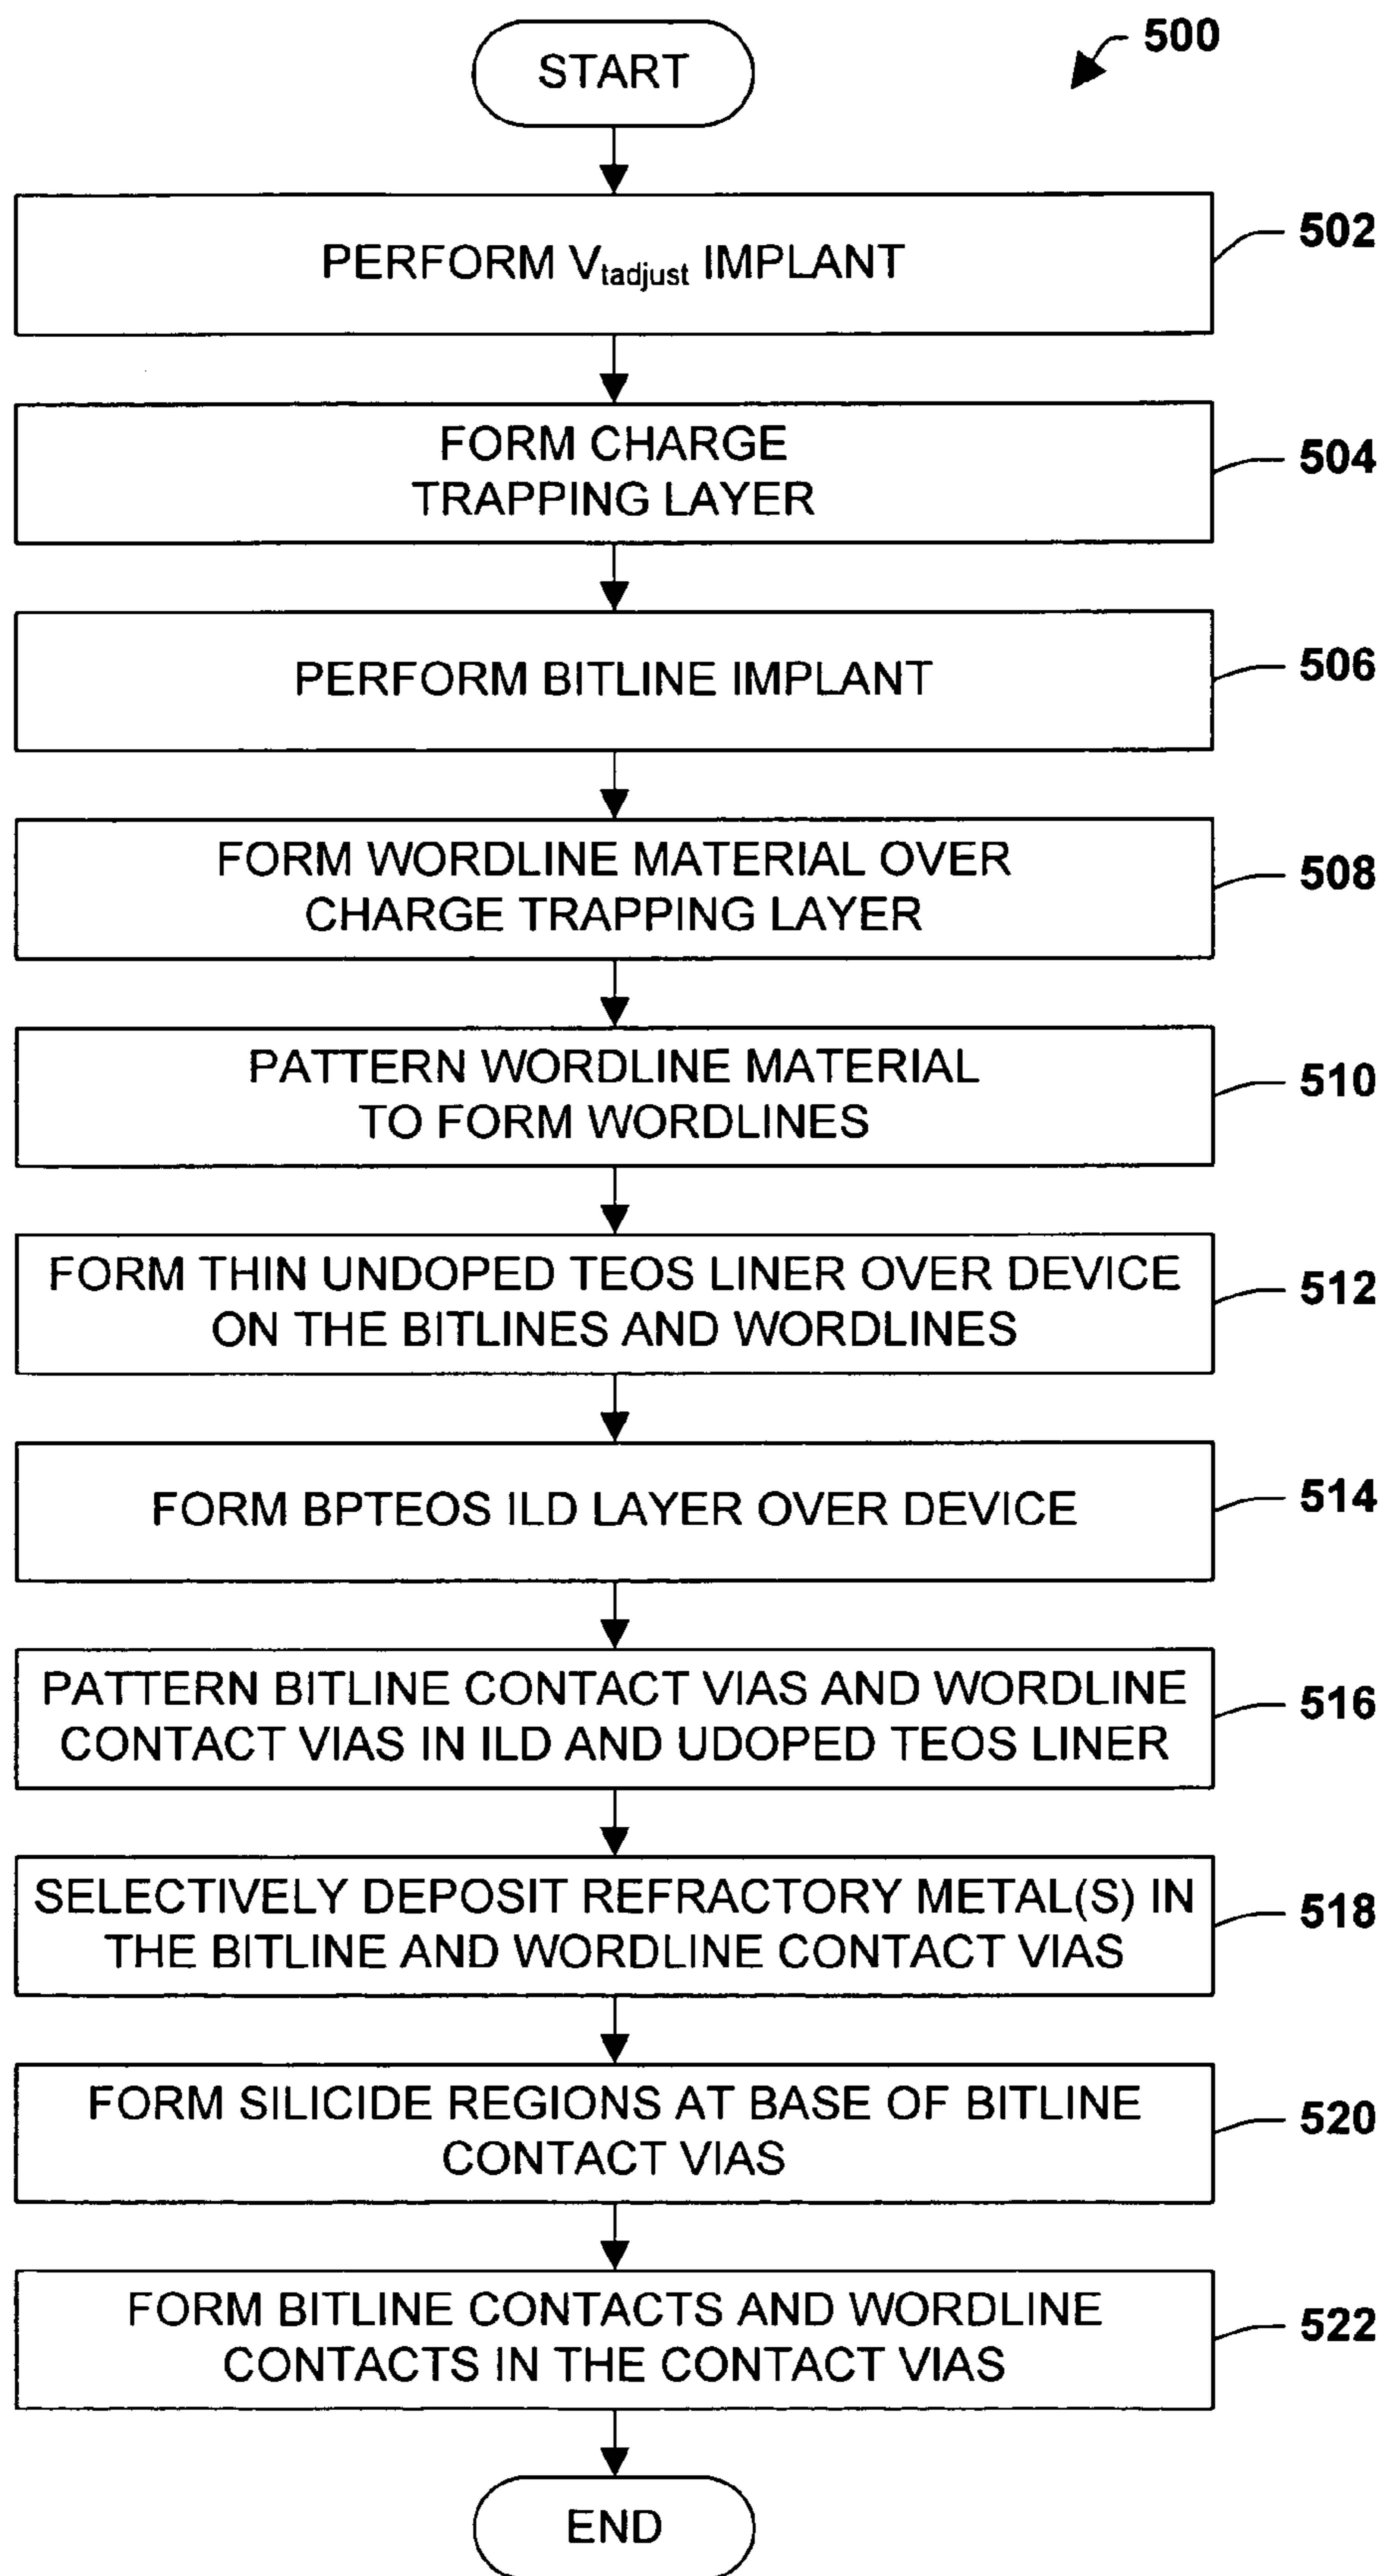 START
500
PERFORM Vtadjust IMPLANT
502
FORM CHARGE
TRAPPING LAYER
504
PERFORM BITLINE IMPLANT
506
FORM WORDLINE MATERIAL OVER
CHARGE TRAPPING LAYER
508
PATTERN WORDLINE MATERIAL
TO FORM WORDLINES
510
FORM THIN UNDOPED TEOS LINER OVER DEVICE
ON THE BITLINES AND WORDLINES
512
FORM BPTEOS ILD LAYER OVER DEVICE
514
PATTERN BITLINE CONTACT VIAS AND WORDLINE
CONTACT VIAS IN ILD AND UDOPED TEOS LINER
516
SELECTIVELY DEPOSIT REFRACTORY METAL(S) IN
THE BITLINE AND WORDLINE CONTACT VIAS
518
FORM SILICIDE REGIONS AT BASE OF BITLINE
CONTACT VIAS
520
FORM BITLINE CONTACTS AND WORDLINE
CONTACTS IN THE CONTACT VIAS
522
END